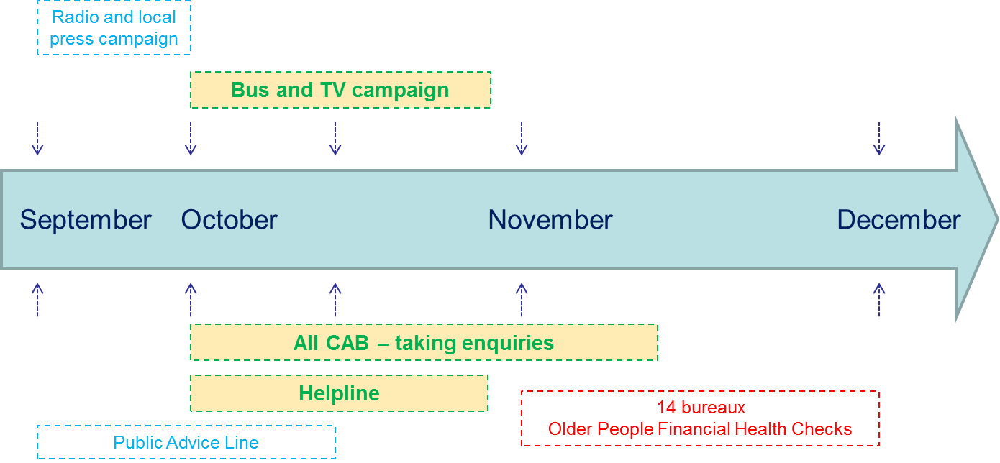 Radio and local
press campaign
Bus and TV campaign
September
October
November
December
All CAB – taking enquiries
Helpline
14 bureaux
Older People Financial Health Checks
Public Advice Line